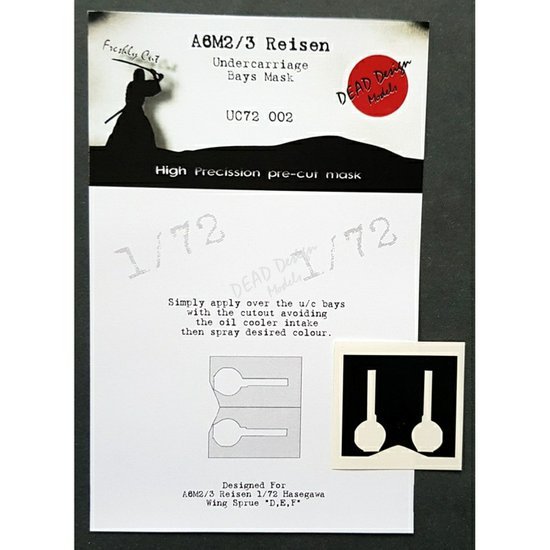 Freshly Cut
A6M2/3 Reisen
Undercarriage
Bays Mask
UC72 002
DEAD Design
Models
High Precission pre-cut mask
1/72
1/72
DEAD Design
Models
Simply apply over the u/c bays
with the cutout avoiding
the oil cooler intake
then spray desired colour.
Designed For
A6M2/3 Reisen 1/72 Hasegawa
Wing Sprue "D,E,F"